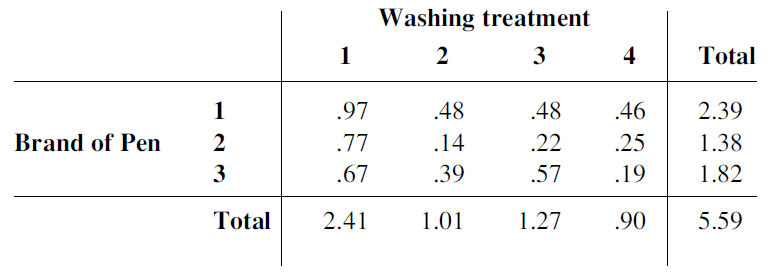 Washing treatment
1 2 3 4 Total
1 .97 .48 .48 .46 2.39
Brand of Pen 2 .77 .14 .22 .25 1.38
3 .67 .39 .57 .19 1.82
Total 2.41 1.01 1.27 .90 5.59